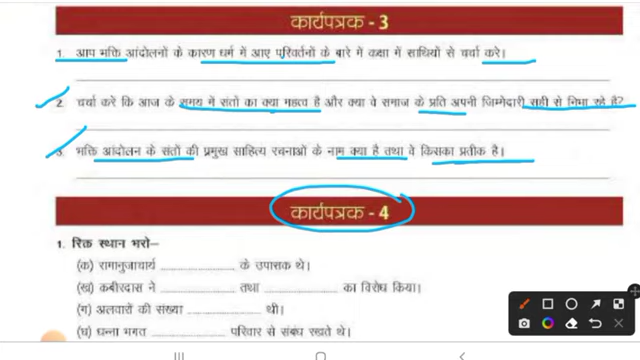 कार्यपत्रक - 3
1. आप भक्ति आंदोलनों के कारण धर्म में आए परिवर्तनों के बारे में कक्षा में साथियों से चर्चा करे।
2. चर्चा करें कि आज के समय में संतो का क्या महत्व है और क्या वे समाज के प्रति अपनी जिम्मेदारी सही से निभा रहे है?
3. भक्ति आंदोलन के संतों की प्रमुख साहित्य रचनाओं के नाम क्या है तथा वे किसका प्रतीक है।
कार्यपत्रक - 4
1. रिक्त स्थान भरो–
(क) रामानुजाचार्य ........................ के उपासक थे।
(ख) कबीरदास ने ........................ तथा ........................ का विरोध किया।
(ग) अलवारों की संख्या ........................ थी।
(घ) धन्ना भगत ........................ परिवार से संबंध रखते थे।